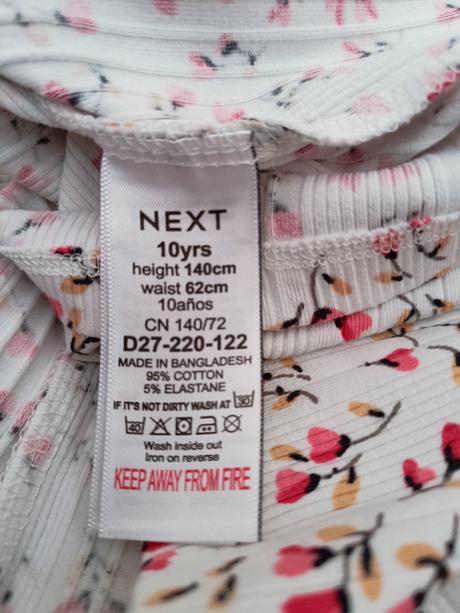 NEXT
10yrs
height 140cm
waist 62cm
10años
CN 140/72
D27-220-122
MADE IN BANGLADESH
95% COTTON
5% ELASTANE
IF IT'S NOT DIRTY WASH AT 30
40
Wash inside out
Iron on reverse
KEEP AWAY FROM FIRE